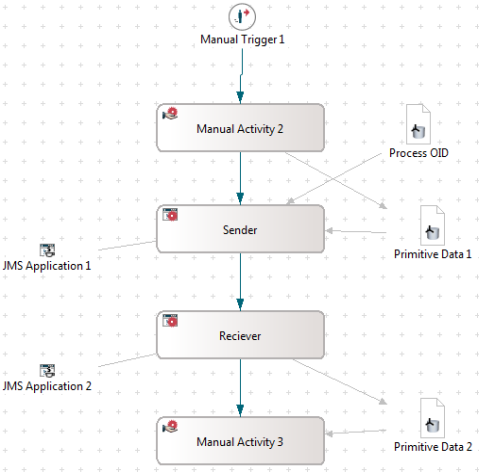 Manual Trigger 1
Manual Activity 2
Process OID
Sender
Primitive Data 1
JMS Application 1
Reciever
JMS Application 2
Manual Activity 3
Primitive Data 2